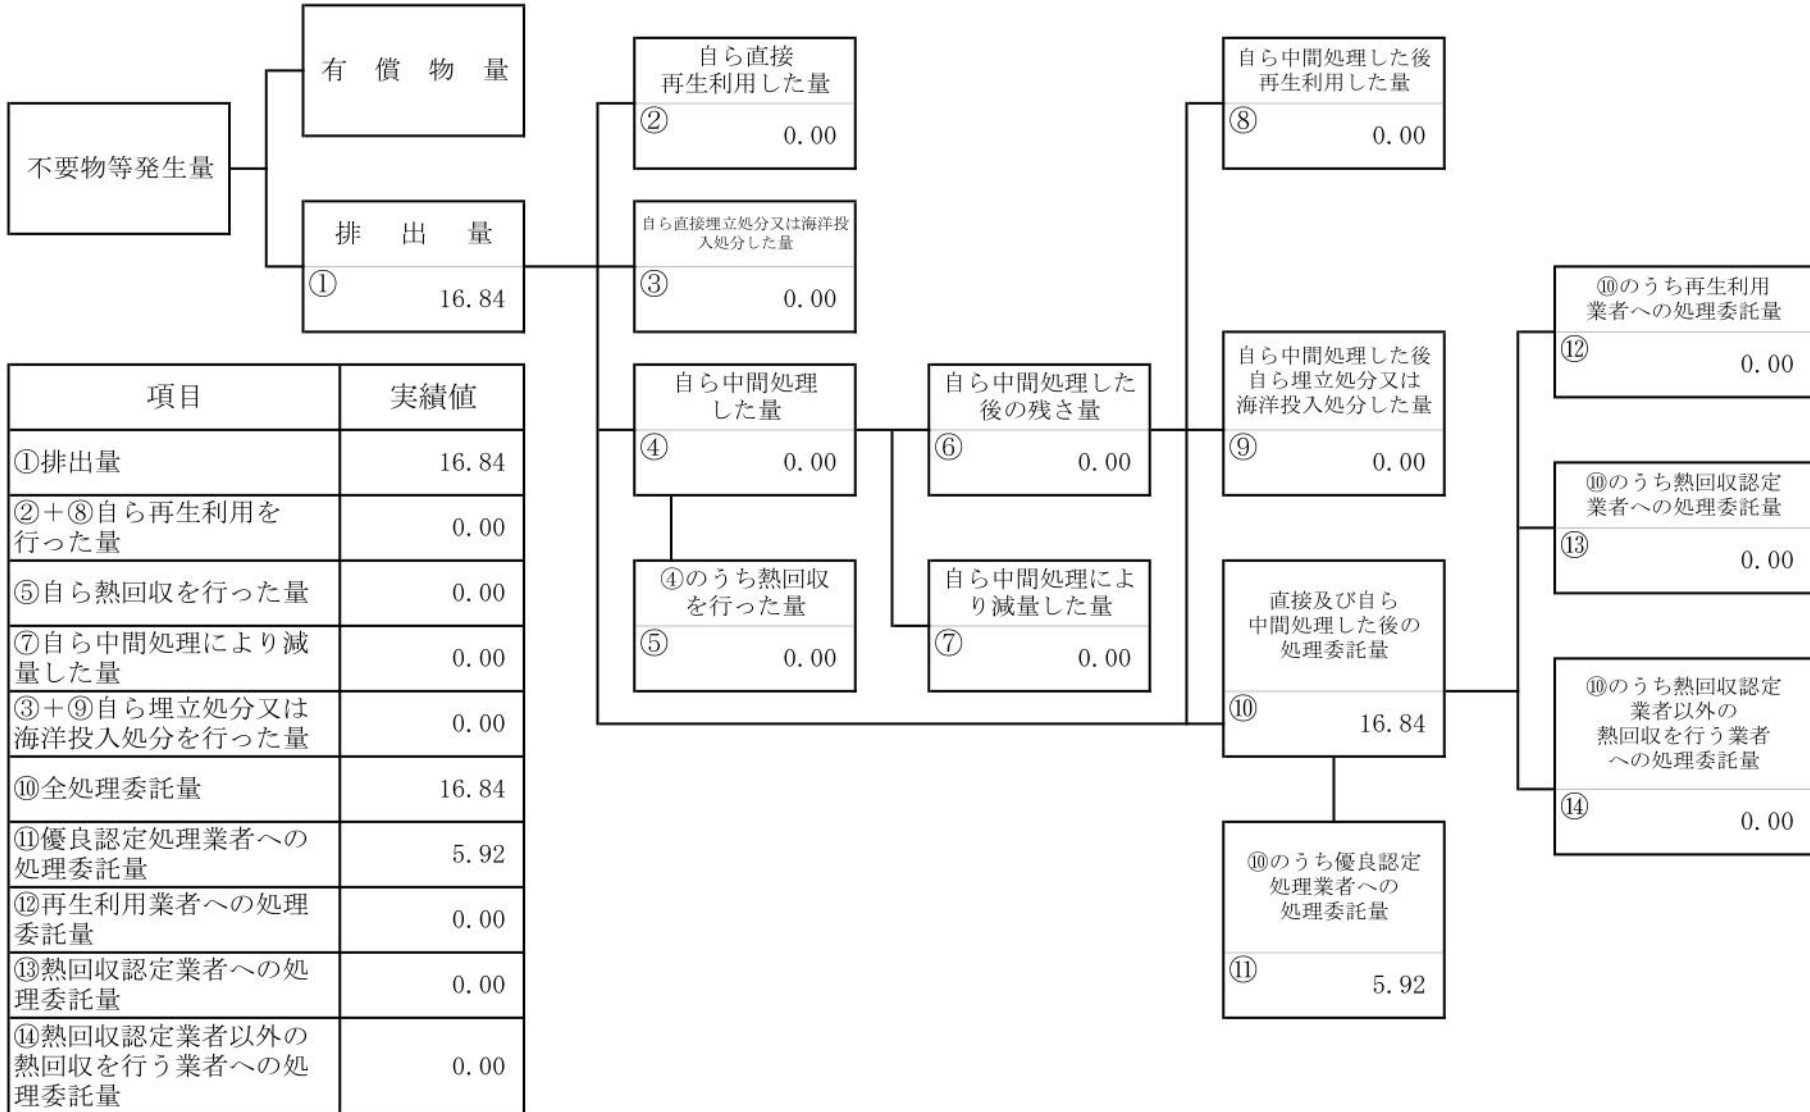 有償物量
不要物等発生量
排出量
①
16.84
自ら直接
再生利用した量
②
0.00
自ら直接埋立処分又は海洋投
入処分した量
③
0.00
自ら中間処理
した量
④
0.00
④のうち熱回収
を行った量
⑤
0.00
自ら中間処理した
後の残さ量
⑥
0.00
自ら中間処理によ
り減量した量
⑦
0.00
自ら中間処理した後
再生利用した量
⑧
0.00
自ら中間処理した後
自ら埋立処分又は
海洋投入処分した量
⑨
0.00
直接及び自ら
中間処理した後の
処理委託量
⑩
16.84
⑩のうち優良認定
処理業者への
処理委託量
⑪
5.92
⑩のうち再生利用
業者への処理委託量
⑫
0.00
⑩のうち熱回収認定
業者への処理委託量
⑬
0.00
⑩のうち熱回収認定
業者以外の
熱回収を行う業者
への処理委託量
⑭
0.00
項目 実績値
①排出量 16.84
②+⑧自ら再生利用を
行った量 0.00
⑤自ら熱回収を行った量 0.00
⑦自ら中間処理により減
量した量 0.00
③+⑨自ら埋立処分又は
海洋投入処分を行った量 0.00
⑩全処理委託量 16.84
⑪優良認定処理業者への
処理委託量 5.92
⑫再生利用業者への処理
委託量 0.00
⑬熱回収認定業者への処
理委託量 0.00
⑭熱回収認定業者以外の
熱回収を行う業者への処
理委託量 0.00